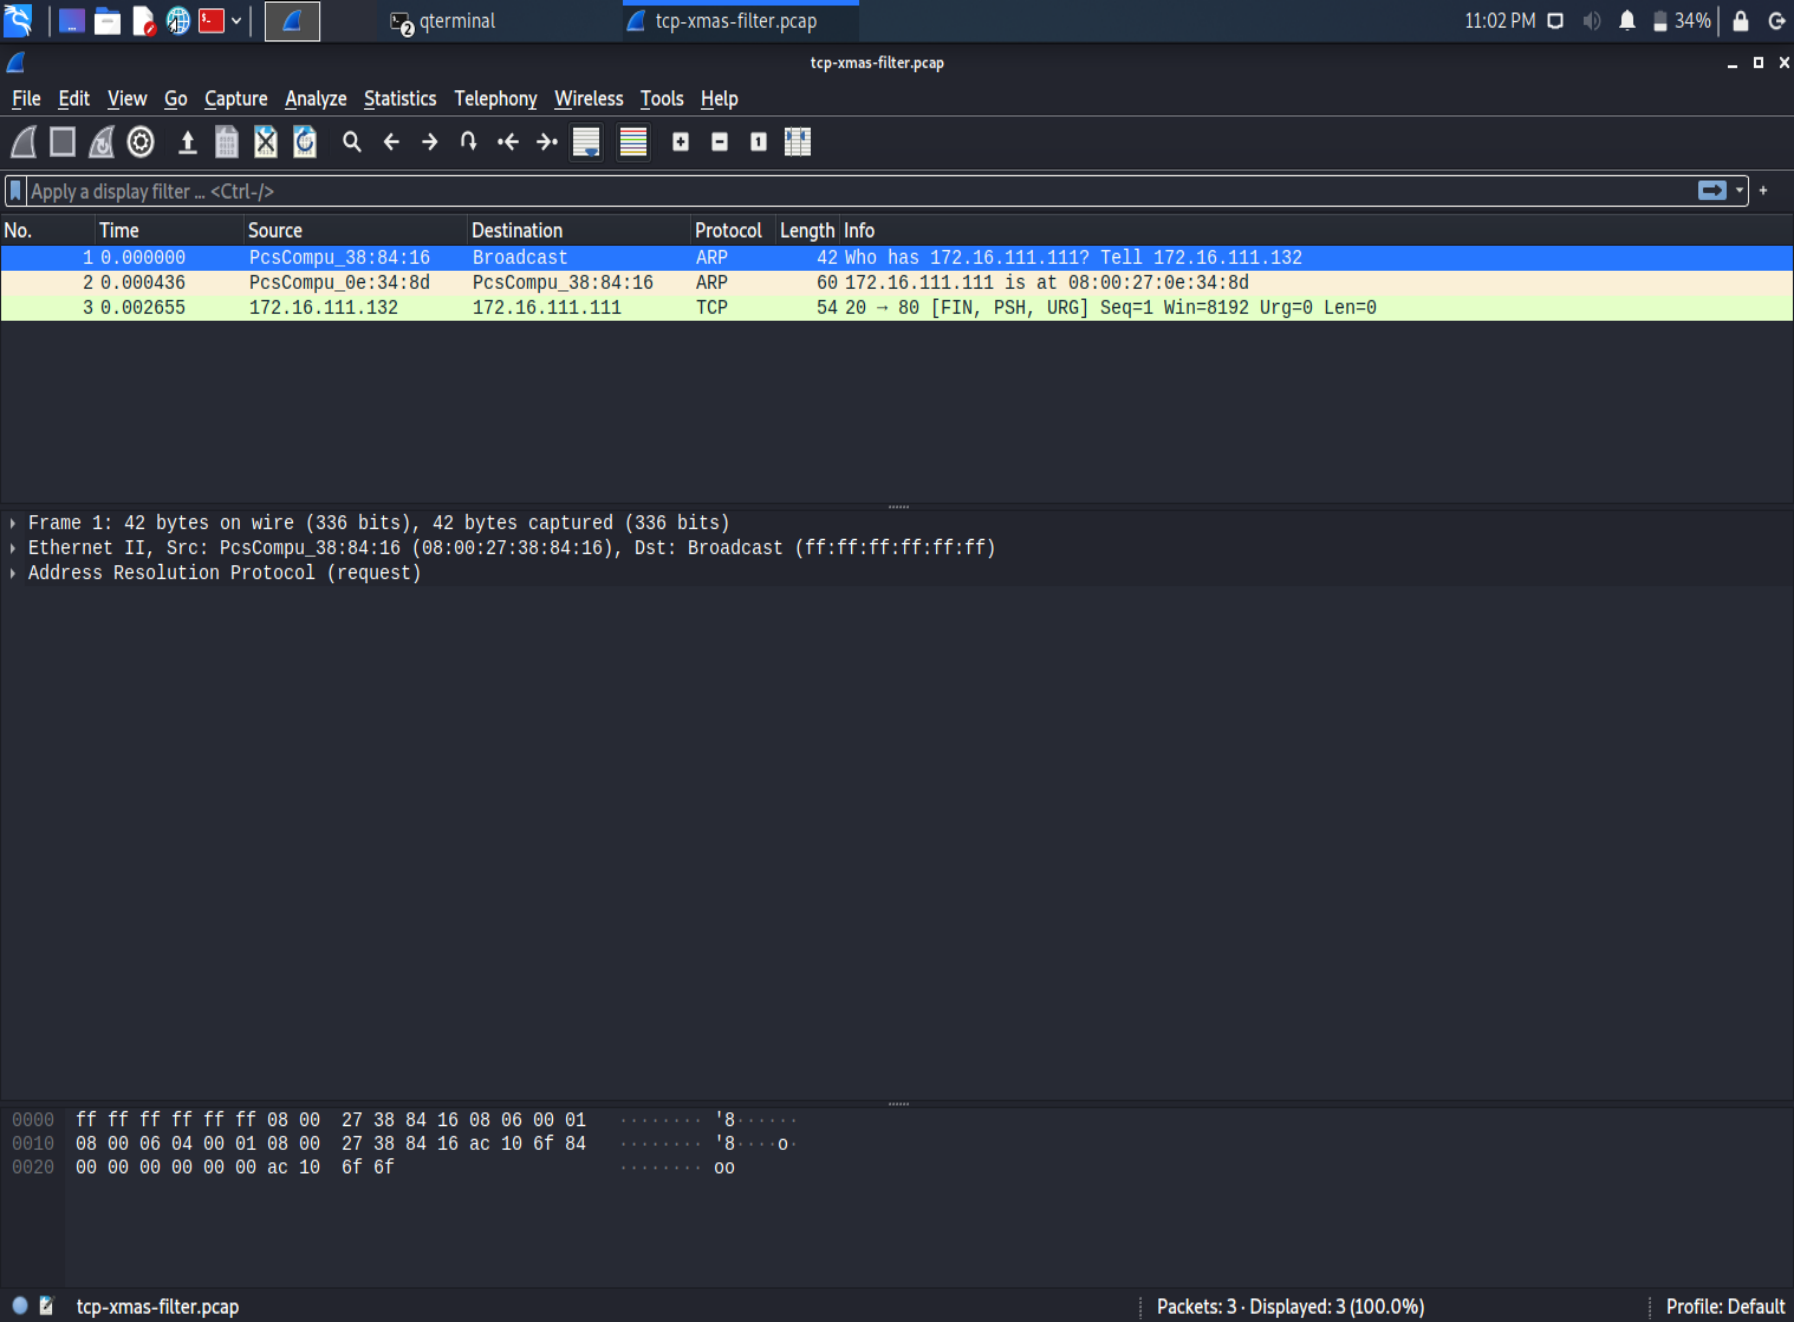 2 qterminal tcp-xmas-filter.pcap 11:02 PM 34%
tcp-xmas-filter.pcap
File Edit View Go Capture Analyze Statistics Telephony Wireless Tools Help
Apply a display filter ... <Ctrl-/> +
No. Time Source Destination Protocol Length Info
1 0.000000 PcsCompu_38:84:16 Broadcast ARP 42 Who has 172.16.111.111? Tell 172.16.111.132
2 0.000436 PcsCompu_0e:34:8d PcsCompu_38:84:16 ARP 60 172.16.111.111 is at 08:00:27:0e:34:8d
3 0.002655 172.16.111.132 172.16.111.111 TCP 54 20 → 80 [FIN, PSH, URG] Seq=1 Win=8192 Urg=0 Len=0
Frame 1: 42 bytes on wire (336 bits), 42 bytes captured (336 bits)
Ethernet II, Src: PcsCompu_38:84:16 (08:00:27:38:84:16), Dst: Broadcast (ff:ff:ff:ff:ff:ff)
Address Resolution Protocol (request)
0000 ff ff ff ff ff ff 08 00 27 38 84 16 08 06 00 01 ········ '8······
0010 08 00 06 04 00 01 08 00 27 38 84 16 ac 10 6f 84 ········ '8····o·
0020 00 00 00 00 00 00 ac 10 6f 6f ········ oo
tcp-xmas-filter.pcap Packets: 3 · Displayed: 3 (100.0%) Profile: Default